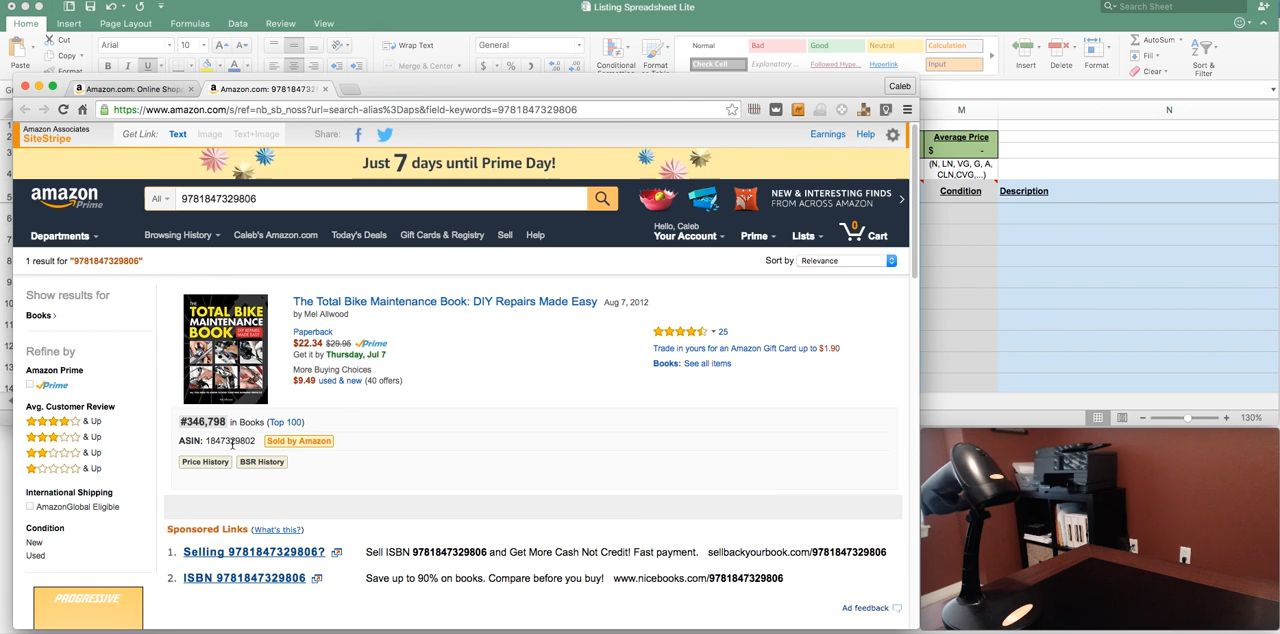 Listing Spreadsheet Lite
Search Sheet
Home Insert Page Layout Formulas Data Review View
Cut
Copy
Format
Paste
Arial 10
B I U
Wrap Text
Merge & Center
General
$ % )
Conditional
Format
Normal Bad Good Neutral Calculation
Check Cell Explanatory ... Followed Hype... Hyperlink Input
Insert Delete Format
AutoSum
Fill
Clear
Sort &
Filter
Amazon.com: Online Shop
Amazon.com: 97818473
Caleb
https://www.amazon.com/s/ref=nb_sb_noss?url=search-alias%3Daps&field-keywords=9781847329806
Amazon Associates
SiteStripe
Get Link: Text Image Text+Image Share:
Earnings Help
Just 7 days until Prime Day!
amazon
Prime
All
9781847329806
NEW & INTERESTING FINDS
FROM ACROSS AMAZON
Departments
Browsing History Caleb's Amazon.com Today's Deals Gift Cards & Registry Sell Help
Hello, Caleb
Your Account Prime Lists 0 Cart
1 result for "9781847329806"
Sort by Relevance
Show results for
Books ›
Refine by
Amazon Prime
Prime
Avg. Customer Review
& Up
& Up
& Up
& Up
International Shipping
AmazonGlobal Eligible
Condition
New
Used
PROGRESSIVE
THE
TOTAL BIKE
MAINTENANCE
BOOK DIY REPAIRS
MADE EASY
The Total Bike Maintenance Book: DIY Repairs Made Easy Aug 7, 2012
by Mel Allwood
Paperback
$22.34 $29.95 Prime
Get it by Thursday, Jul 7
More Buying Choices
$9.49 used & new (40 offers)
25
Trade in yours for an Amazon Gift Card up to $1.90
Books: See all items
#346,798 in Books (Top 100)
ASIN: 1847329802 Sold by Amazon
Price History BSR History
Sponsored Links (What's this?)
1. Selling 9781847329806? Sell ISBN 9781847329806 and Get More Cash Not Credit! Fast payment. sellbackyourbook.com/9781847329806
2. ISBN 9781847329806 Save up to 90% on books. Compare before you buy! www.nicebooks.com/9781847329806
Ad feedback
M N
Average Price
$ -
(N, LN, VG, G, A,
CLN,CVG,...)
Condition Description
130%